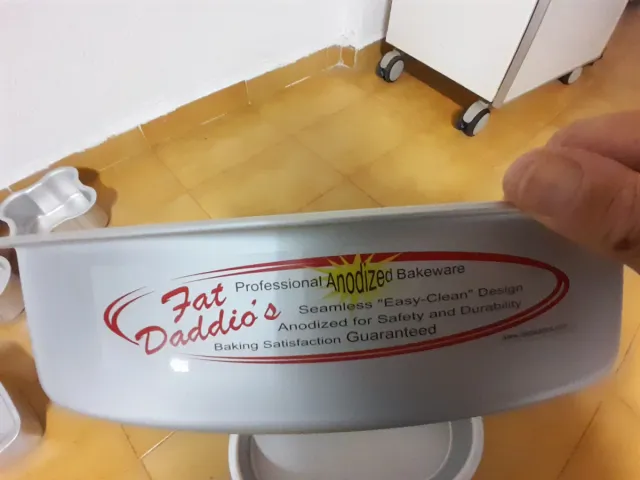 Fat Daddio's
Professional Anodized Bakeware
Seamless "Easy-Clean" Design
Anodized for Safety and Durability
Baking Satisfaction Guaranteed